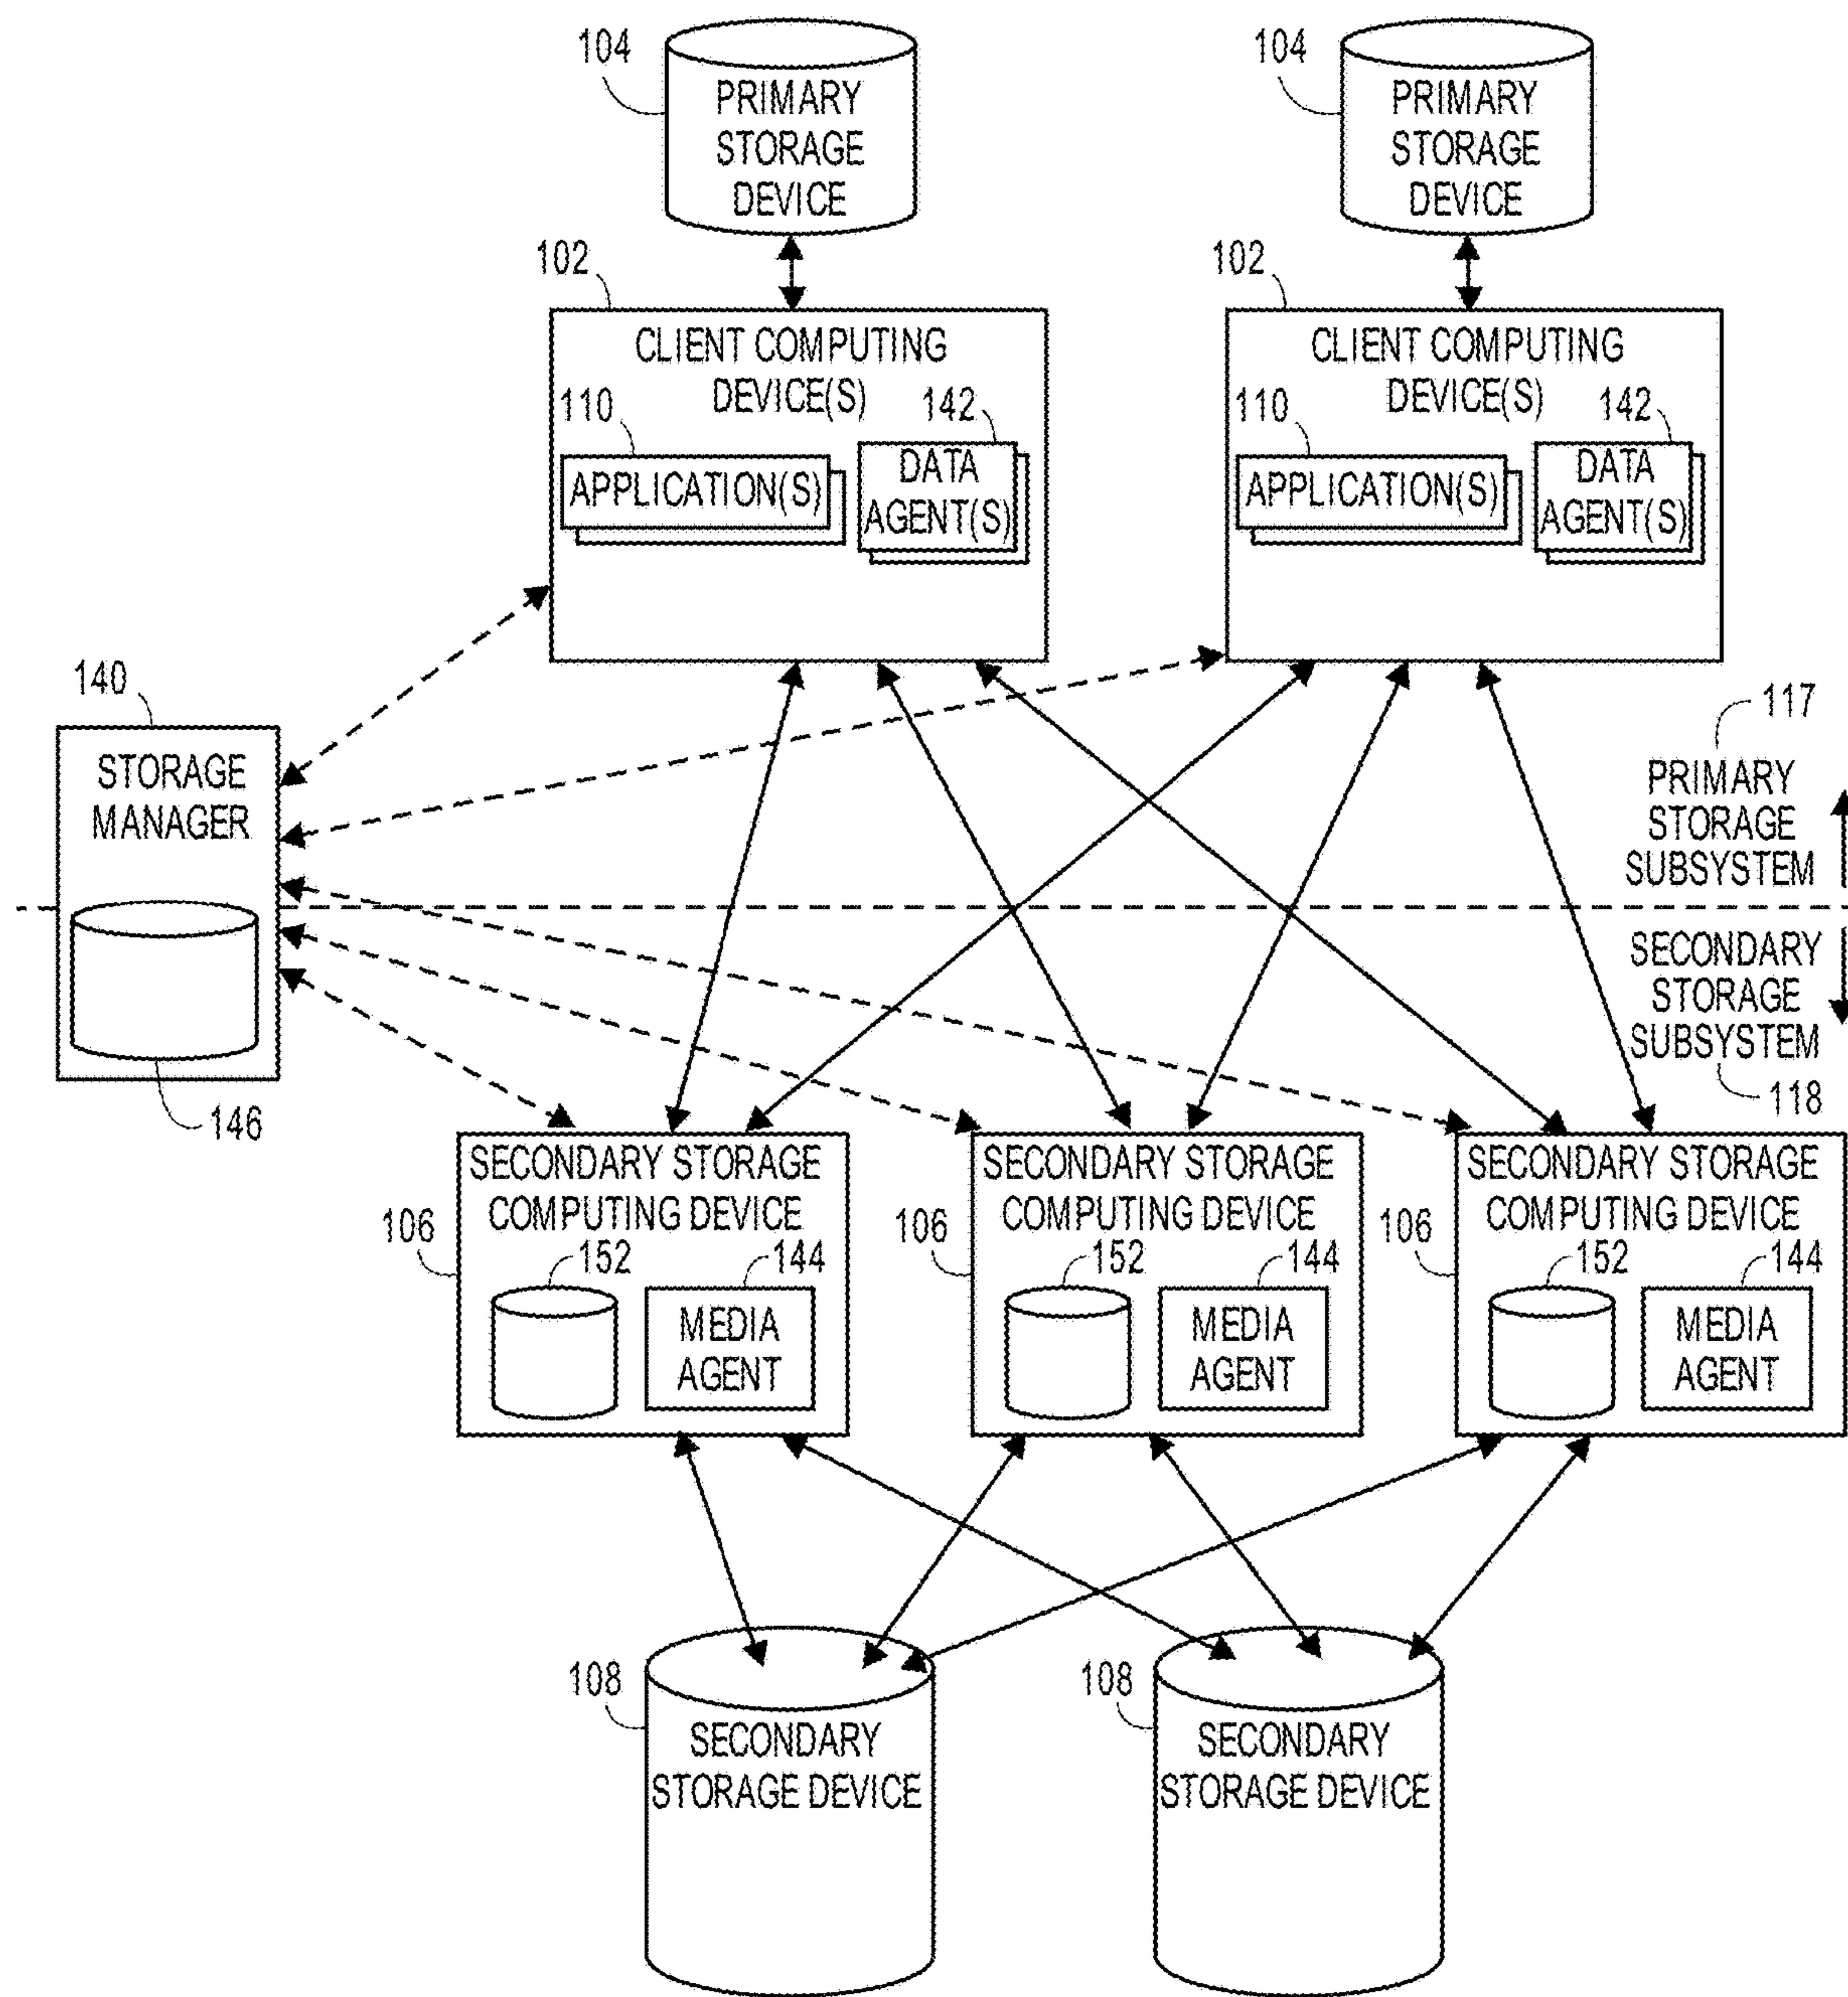 104
PRIMARY
STORAGE
DEVICE
104
PRIMARY
STORAGE
DEVICE
102
CLIENT COMPUTING
DEVICE(S)
110
142
APPLICATION(S)
DATA
AGENT(S)
102
CLIENT COMPUTING
DEVICE(S)
110
142
APPLICATION(S)
DATA
AGENT(S)
140
STORAGE
MANAGER
146
117
PRIMARY
STORAGE
SUBSYSTEM
SECONDARY
STORAGE
SUBSYSTEM
118
106
SECONDARY STORAGE
COMPUTING DEVICE
152
144
MEDIA
AGENT
106
SECONDARY STORAGE
COMPUTING DEVICE
152
144
MEDIA
AGENT
106
SECONDARY STORAGE
COMPUTING DEVICE
152
144
MEDIA
AGENT
108
SECONDARY
STORAGE DEVICE
108
SECONDARY
STORAGE DEVICE